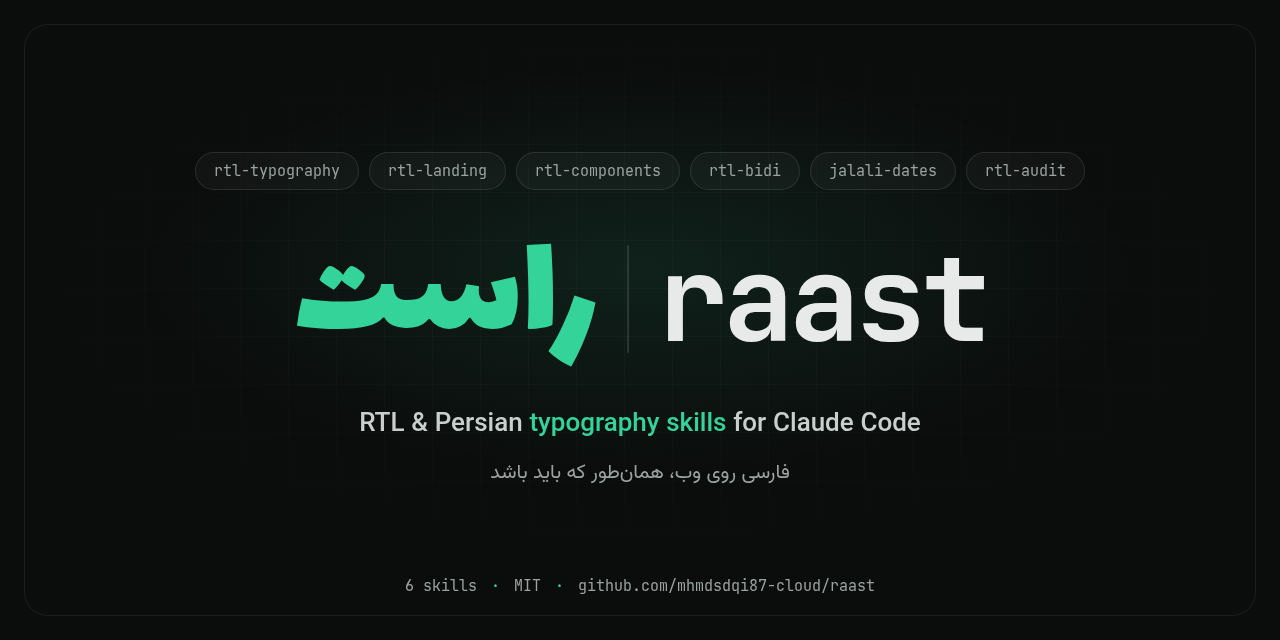 rtl-typography rtl-landing rtl-components rtl-bidi jalali-dates rtl-audit
راست raast
RTL & Persian typography skills for Claude Code
فارسی روی وب، همان‌طور که باید باشد
6 skills · MIT · github.com/mhmdsdqi87-cloud/raast